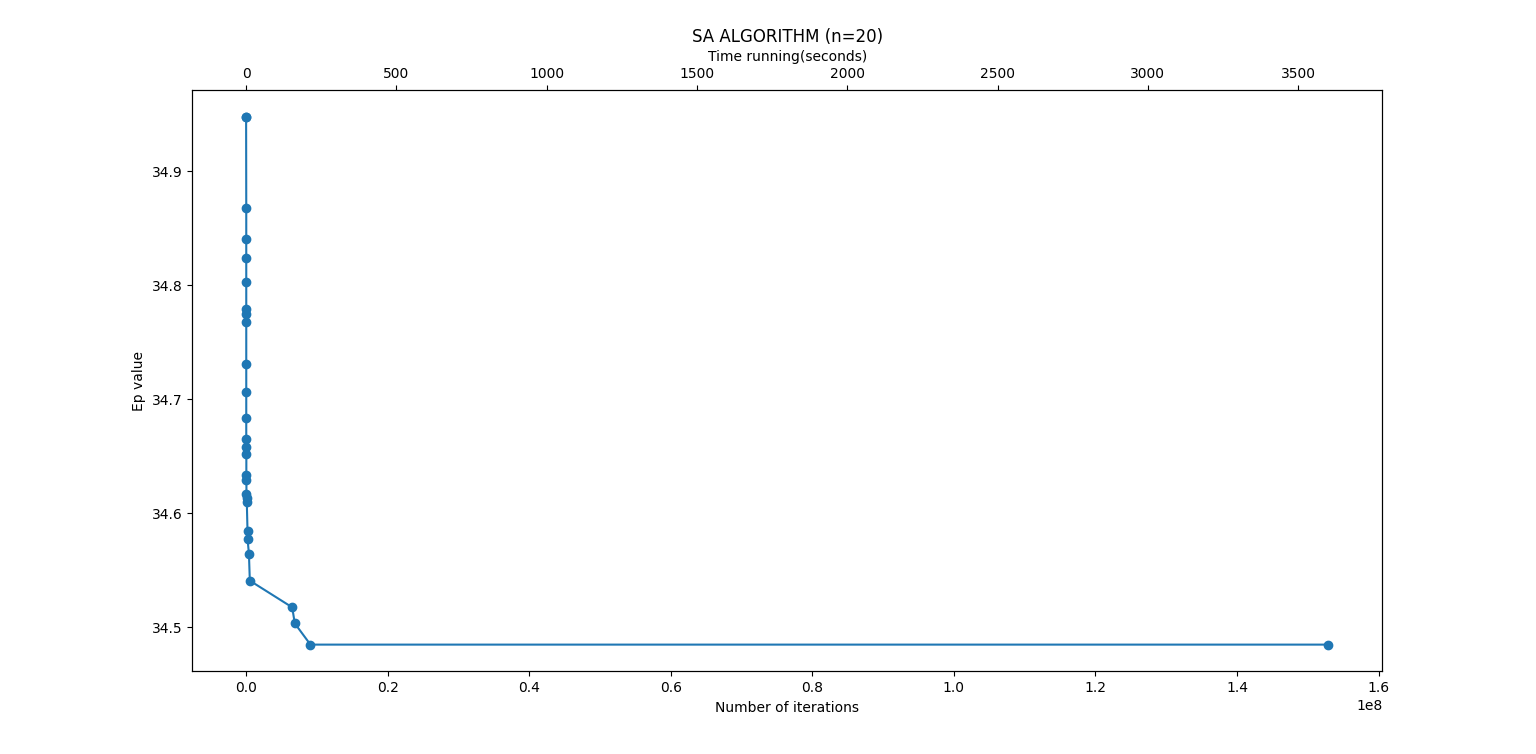 SA ALGORITHM (n=20)
Time running(seconds)
0 500 1000 1500 2000 2500 3000 3500
34.9
34.8
34.7
34.6
34.5
Ep value
0.0 0.2 0.4 0.6 0.8 1.0 1.2 1.4 1.6
1e8
Number of iterations